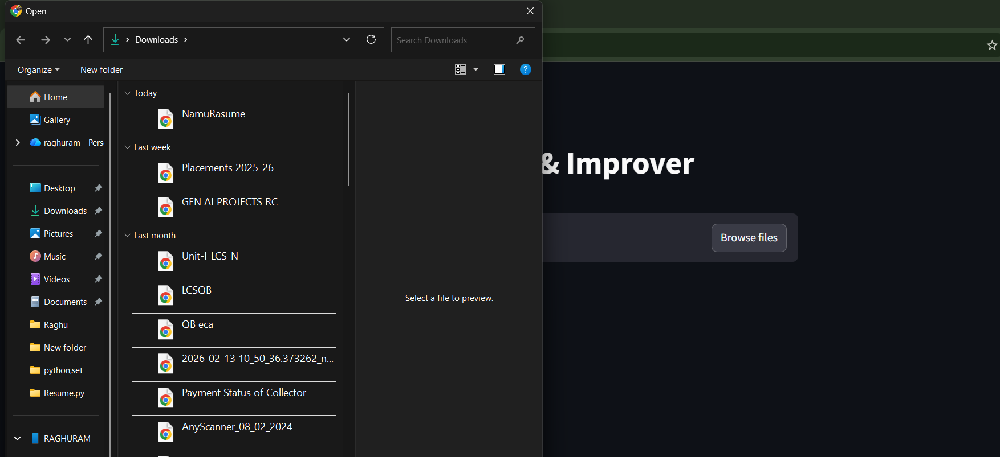 Open
Downloads
Search Downloads
Organize
New folder
?
Home
Gallery
raghuram - Pers
Desktop
Downloads
Pictures
Music
Videos
Documents
Raghu
New folder
python,set
Resume.py
RAGHURAM
Today
NamuRasume
Last week
Placements 2025-26
GEN AI PROJECTS RC
Last month
Unit-I_LCS_N
LCSQB
QB eca
2026-02-13 10_50_36.373262_n...
Payment Status of Collector
AnyScanner_08_02_2024
Select a file to preview.
& Improver
Browse files